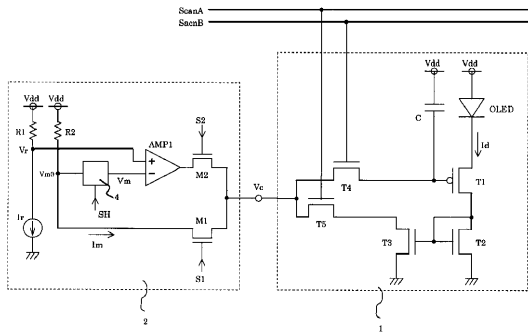 ScanA
SacnB
Vdd Vdd
Vdd Vdd
R1 R2
OLED
C
S2
AMP1
Id
Vr
M2
Vm0
Vm
4
SH
Vc
T4
T1
T5
Ir
Im
M1
T3
T2
S1
2
1
+
−